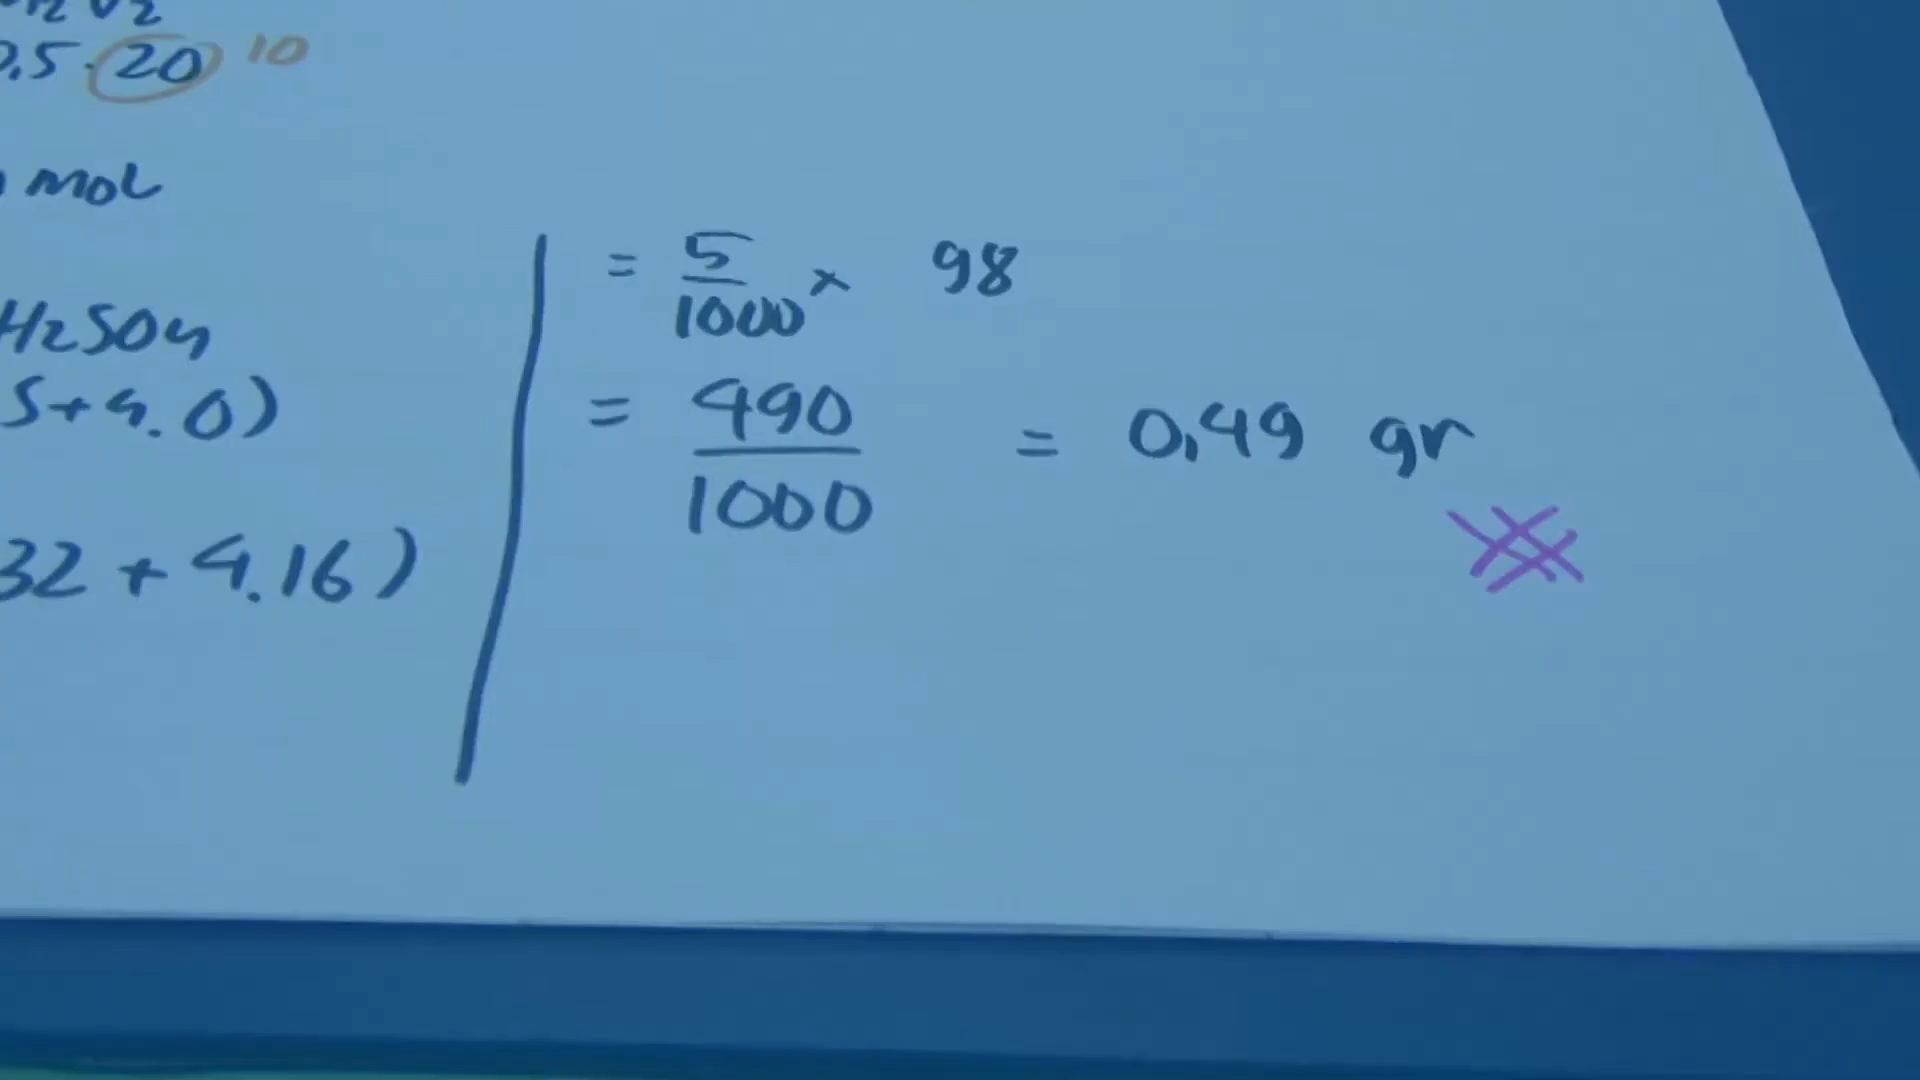 0.5 . 20 10
mol
H2SO4
S+4.0)
32 + 4.16)
= 5/1000 × 98
= 490/1000 = 0,49 gr